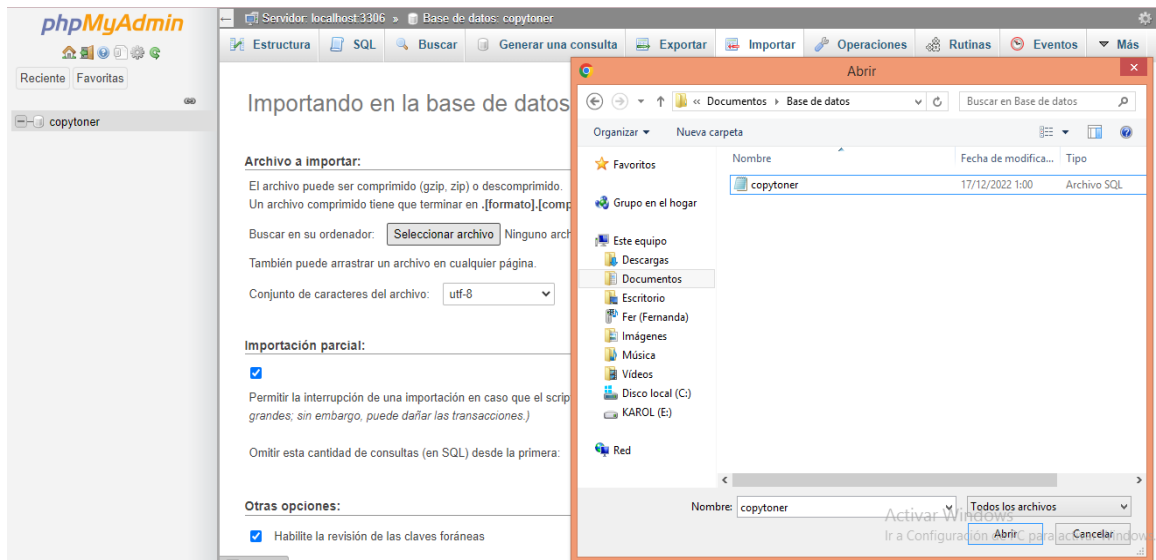 phpMyAdmin
Reciente Favoritas
copytoner
Servidor: localhost:3306 » Base de datos: copytoner
Estructura SQL Buscar Generar una consulta Exportar Importar Operaciones Rutinas Eventos Más
Importando en la base de datos
Archivo a importar:
El archivo puede ser comprimido (gzip, zip) o descomprimido.
Un archivo comprimido tiene que terminar en .[formato].[comp
Buscar en su ordenador: Seleccionar archivo Ninguno arch
También puede arrastrar un archivo en cualquier página.
Conjunto de caracteres del archivo: utf-8
Importación parcial:
Permitir la interrupción de una importación en caso que el scrip
grandes; sin embargo, puede dañar las transacciones.)
Omitir esta cantidad de consultas (en SQL) desde la primera:
Otras opciones:
Habilite la revisión de las claves foráneas
Abrir
« Documentos Base de datos Buscar en Base de datos
Organizar Nueva carpeta
Nombre Fecha de modifica... Tipo
copytoner 17/12/2022 1:00 Archivo SQL
Favoritos
Grupo en el hogar
Este equipo
Descargas
Documentos
Escritorio
Fer (Fernanda)
Imágenes
Música
Vídeos
Disco local (C:)
KAROL (E:)
Red
Nombre: copytoner Todos los archivos
Activar Windows
Abrir Cancelar
Ir a Configuración de PC para activar Windows